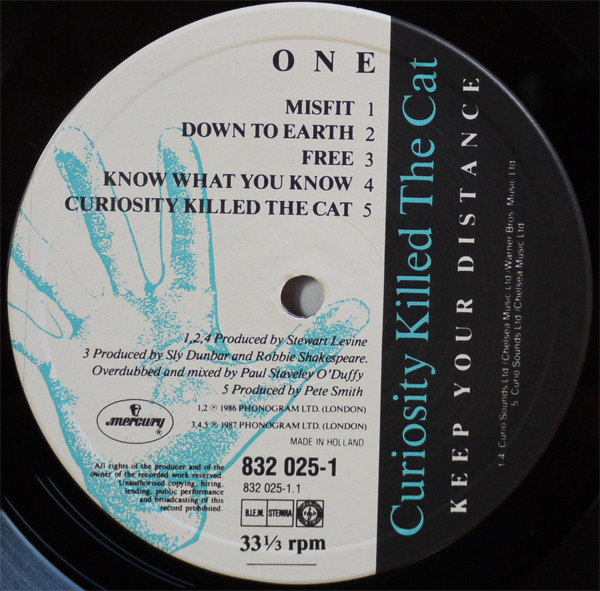 ONE
MISFIT 1
DOWN TO EARTH 2
FREE 3
KNOW WHAT YOU KNOW 4
CURIOSITY KILLED THE CAT 5
1,2,4 Produced by Stewart Levine
3 Produced by Sly Dunbar and Robbie Shakespeare.
Overdubbed and mixed by Paul Staveley O'Duffy
5 Produced by Pete Smith
1,2 ℗ 1986 PHONOGRAM LTD. (LONDON)
3,4,5 ℗ 1987 PHONOGRAM LTD. (LONDON)
MADE IN HOLLAND
mercury
All rights of the producer and of the
owner of the recorded work reserved.
Unauthorised copying, hiring,
lending, public performance
and broadcasting of this
record prohibited.
832 025-1
832 025-1.1
B.I.E.M. STEMRA
33 1/3 rpm
Curiosity Killed The Cat
KEEP YOUR DISTANCE
1-4 Curio Sounds Ltd /Chelsea Music Ltd /Warner Bros. Music Ltd
5 Curio Sounds Ltd /Chelsea Music Ltd